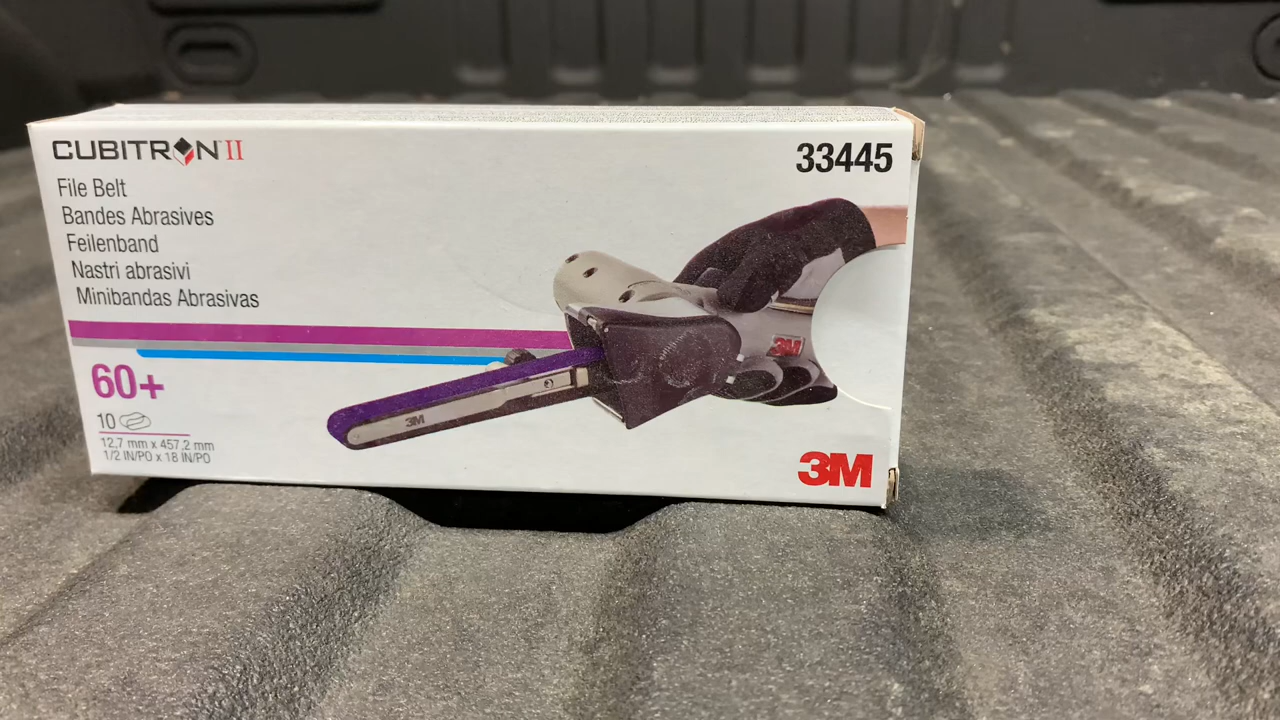 CUBITRON™ II
33445
File Belt
Bandes Abrasives
Feilenband
Nastri abrasivi
Minibandas Abrasivas
60+
10
12,7 mm x 457,2 mm
1/2 IN/PO x 18 IN/PO
3M
3M
3M